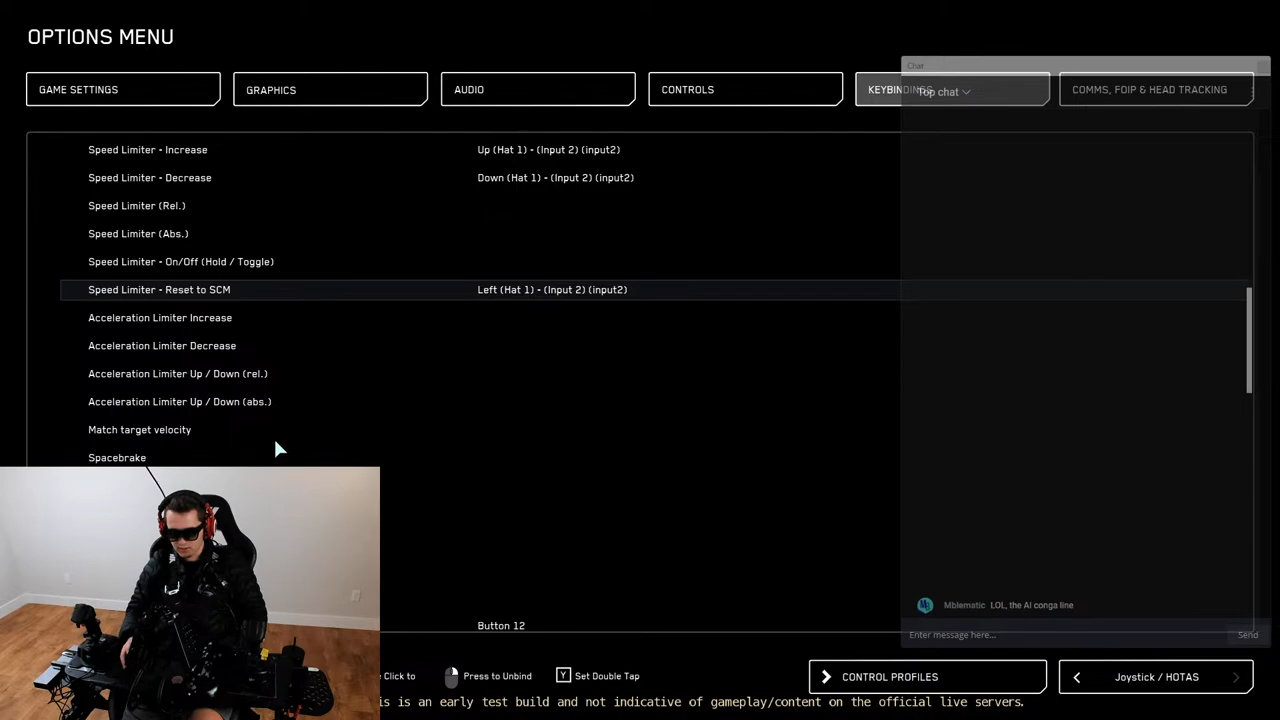 OPTIONS MENU
GAME SETTINGS
GRAPHICS
AUDIO
CONTROLS
KEYBINDINGS
COMMS, FOIP & HEAD TRACKING
Chat
Top chat
Speed Limiter - Increase Up (Hat 1) - (Input 2) (input2)
Speed Limiter - Decrease Down (Hat 1) - (Input 2) (input2)
Speed Limiter (Rel.)
Speed Limiter (Abs.)
Speed Limiter - On/Off (Hold / Toggle)
Speed Limiter - Reset to SCM Left (Hat 1) - (Input 2) (input2)
Acceleration Limiter Increase
Acceleration Limiter Decrease
Acceleration Limiter Up / Down (rel.)
Acceleration Limiter Up / Down (abs.)
Match target velocity
Spacebrake
Button 12
Mblematic LOL, the AI conga line
Enter message here... Send
Click to
Press to Unbind
Y Set Double Tap
CONTROL PROFILES
Joystick / HOTAS
is is an early test build and not indicative of gameplay/content on the official live servers.